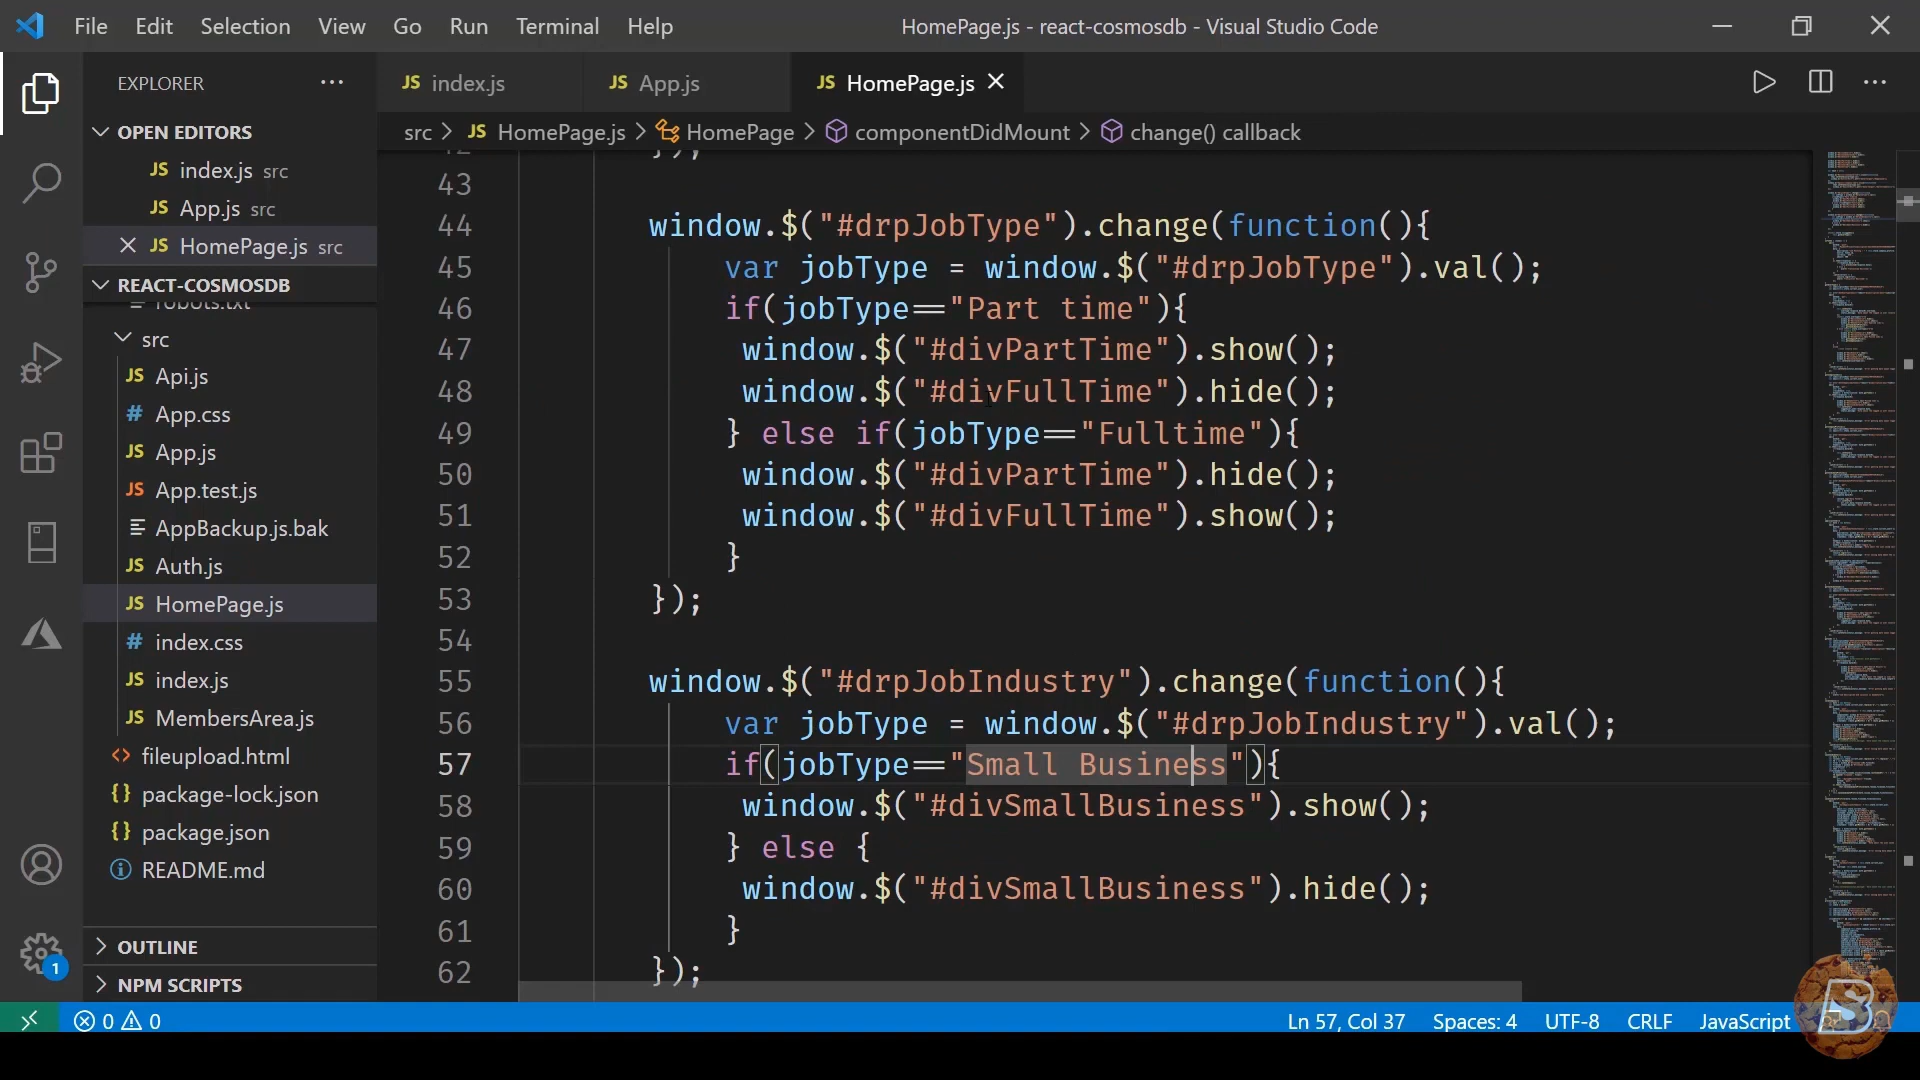 File Edit Selection View Go Run Terminal Help
HomePage.js - react-cosmosdb - Visual Studio Code
EXPLORER
OPEN EDITORS
JS index.js src
JS App.js src
JS HomePage.js src
REACT-COSMOSDB
robots.txt
src
JS Api.js
# App.css
JS App.js
JS App.test.js
AppBackup.js.bak
JS Auth.js
JS HomePage.js
# index.css
JS index.js
JS MembersArea.js
<> fileupload.html
{} package-lock.json
{} package.json
README.md
OUTLINE
NPM SCRIPTS
1
JS index.js
JS App.js
JS HomePage.js
src > JS HomePage.js > HomePage > componentDidMount > change() callback
42 });
43
44 window.$("#drpJobType").change(function(){
45 var jobType = window.$("#drpJobType").val();
46 if(jobType=="Part time"){
47 window.$("#divPartTime").show();
48 window.$("#divFullTime").hide();
49 } else if(jobType=="Fulltime"){
50 window.$("#divPartTime").hide();
51 window.$("#divFullTime").show();
52 }
53 });
54
55 window.$("#drpJobIndustry").change(function(){
56 var jobType = window.$("#drpJobIndustry").val();
57 if(jobType=="Small Business"){
58 window.$("#divSmallBusiness").show();
59 } else {
60 window.$("#divSmallBusiness").hide();
61 }
62 });
0 0
Ln 57, Col 37 Spaces: 4 UTF-8 CRLF JavaScript
B